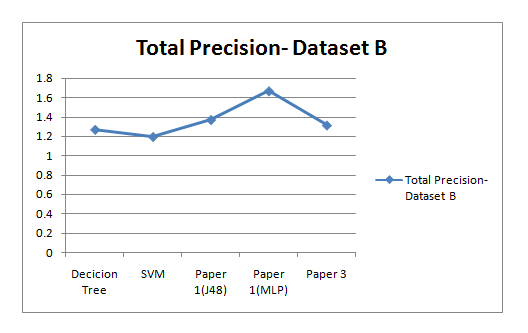 Total Precision- Dataset B
1.8
1.6
1.4
1.2
1
0.8
0.6
0.4
0.2
0
Decicion
Tree
SVM
Paper
1(J48)
Paper
1(MLP)
Paper 3
Total Precision-
Dataset B